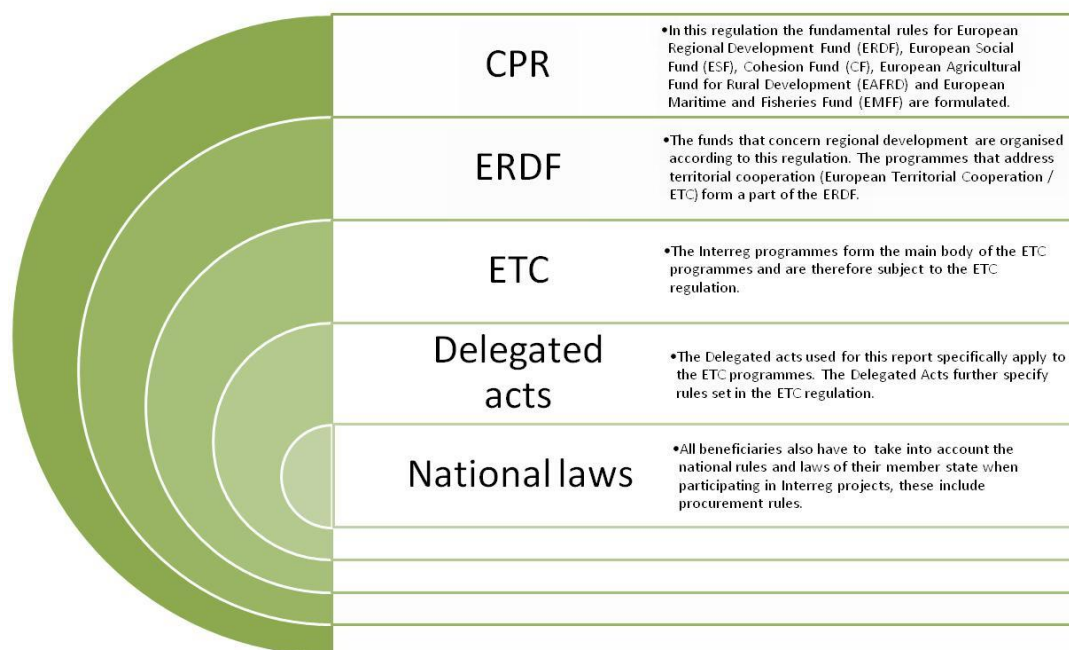 CPR
•In this regulation the fundamental rules for European
Regional Development Fund (ERDF), European Social
Fund (ESF), Cohesion Fund (CF), European Agricultural
Fund for Rural Development (EAFRD) and European
Maritime and Fisheries Fund (EMFF) are formulated.
ERDF
•The funds that concern regional development are organised
according to this regulation. The programmes that address
territorial cooperation (European Territorial Cooperation /
ETC) form a part of the ERDF.
ETC
•The Interreg programmes form the main body of the ETC
programmes and are therefore subject to the ETC
regulation.
Delegated
acts
•The Delegated acts used for this report specifically apply to
the ETC programmes. The Delegated Acts further specify
rules set in the ETC regulation.
National laws
•All beneficiaries also have to take into account the
national rules and laws of their member state when
participating in Interreg projects, these include
procurement rules.